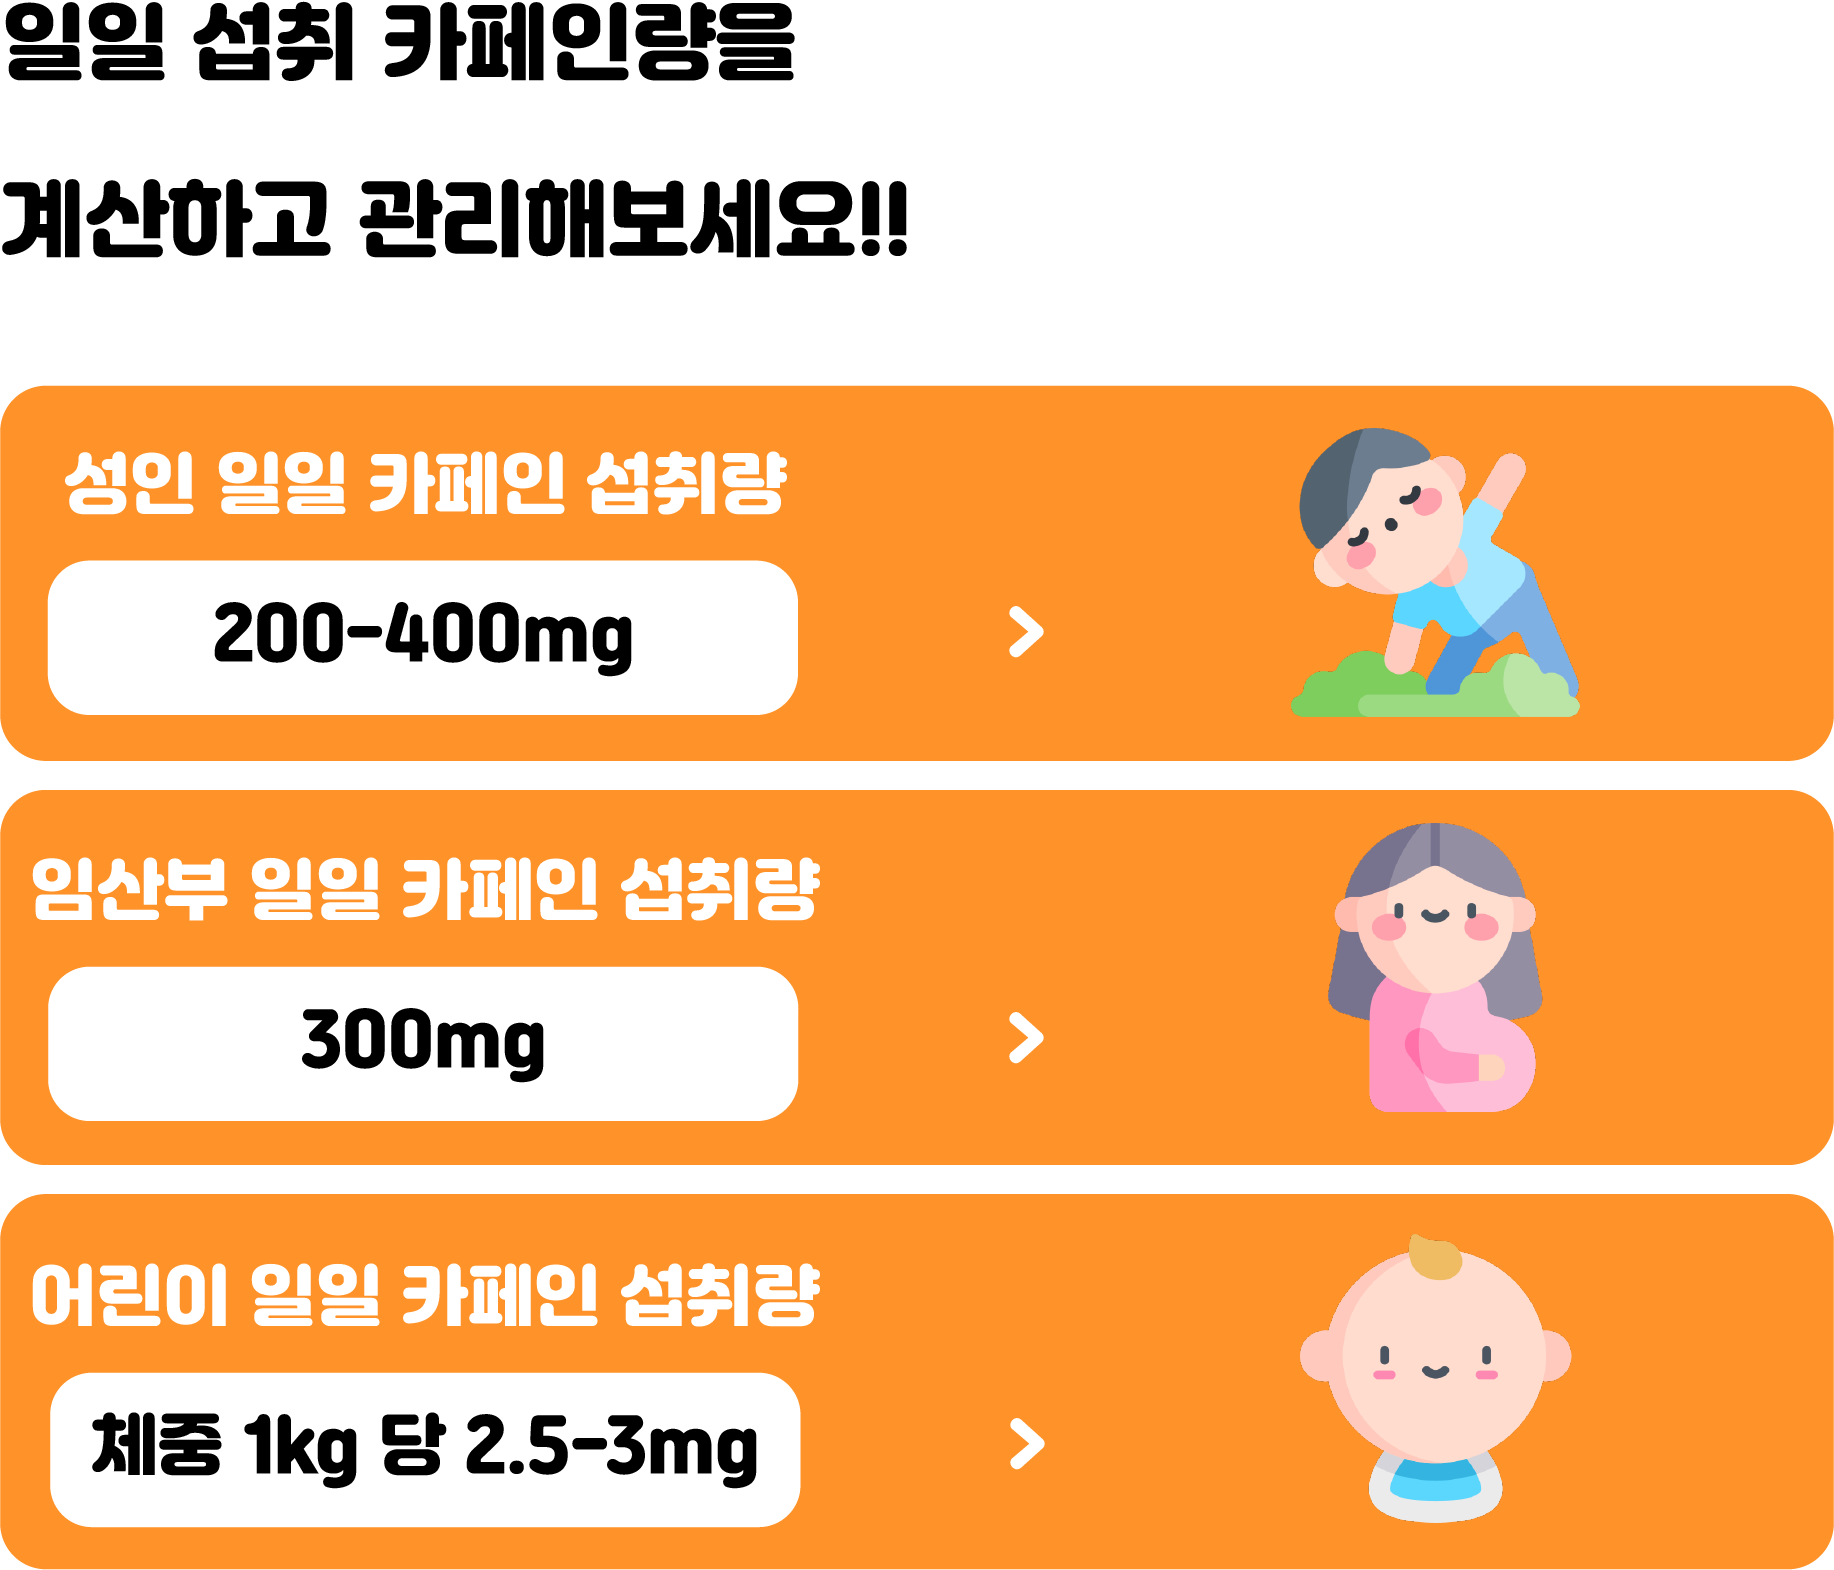 일일 섭취 카페인량을
계산하고 관리해보세요!!
성인 일일 카페인 섭취량
200-400mg
임산부 일일 카페인 섭취량
300mg
어린이 일일 카페인 섭취량
체중 1kg 당 2.5-3mg